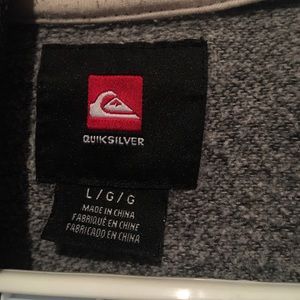 QUIKSILVER
L/G/G
MADE IN CHINA
FABRIQUÉ EN CHINE
FABRICADO EN CHINA